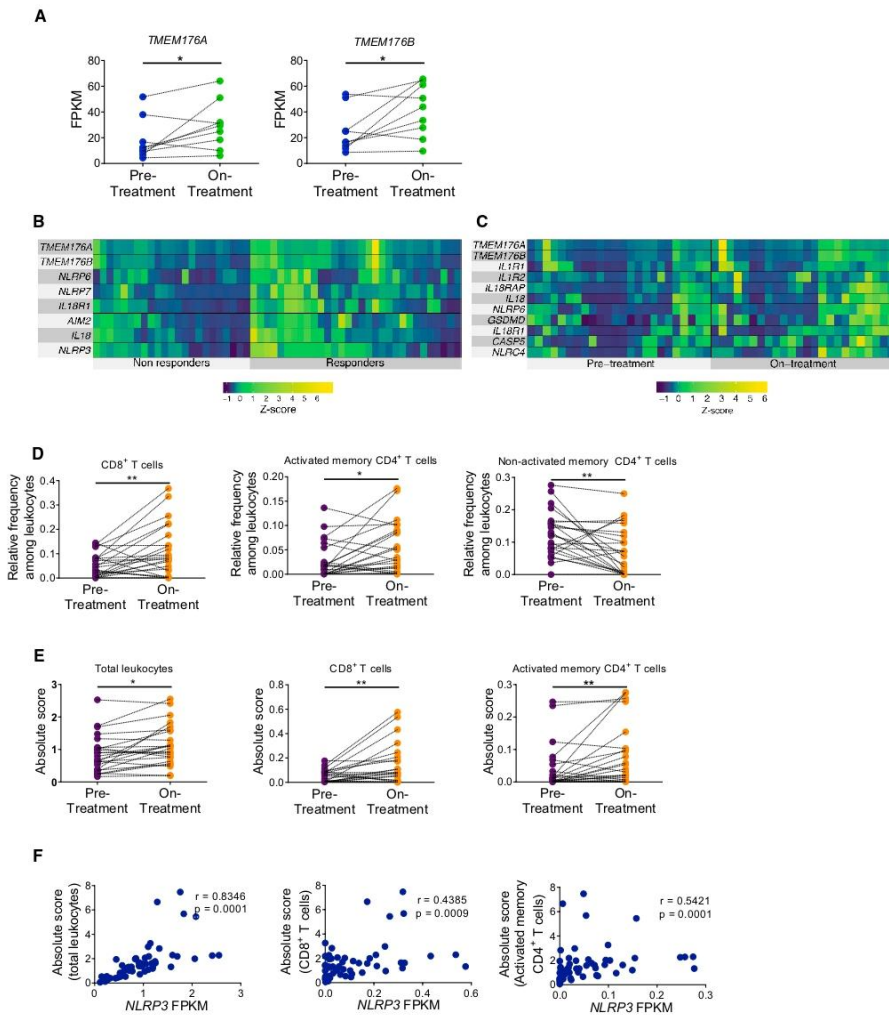 A
TMEM176A
TMEM176B
*
*
FPKM
80
60
40
20
0
Pre-
Treatment
On-
Treatment
FPKM
80
60
40
20
0
Pre-
Treatment
On-
Treatment
B
TMEM176A
TMEM176B
NLRP6
NLRP7
IL18R1
AIM2
IL18
NLRP3
Non responders
Responders
−1 0 1 2 3 4 5 6
Z-score
C
TMEM176A
TMEM176B
IL1R1
IL1R2
IL18RAP
IL18
NLRP6
GSDMD
IL18R1
CASP5
NLRC4
Pre−treatment
On−treatment
−1 0 1 2 3 4 5 6
Z-score
D
CD8+ T cells
**
Relative frequency
among leukocytes
0.4
0.3
0.2
0.1
0.0
Pre-
Treatment
On-
Treatment
Activated memory CD4+ T cells
*
Relative frequency
among leukocytes
0.20
0.15
0.10
0.05
0.00
Pre-
Treatment
On-
Treatment
Non-activated memory CD4+ T cells
**
Relative frequency
among leukocytes
0.3
0.2
0.1
0.0
Pre-
Treatment
On-
Treatment
E
Total leukocytes
*
Absolute score
3
2
1
0
Pre-
Treatment
On-
Treatment
CD8+ T cells
**
Absolute score
0.8
0.6
0.4
0.2
0.0
Pre-
Treatment
On-
Treatment
Activated memory CD4+ T cells
**
Absolute score
0.3
0.2
0.1
0.0
Pre-
Treatment
On-
Treatment
F
Absolute score
(total leukocytes)
8
6
4
2
0
r = 0.8346
p = 0.0001
0 1 2 3
NLRP3 FPKM
Absolute score
(CD8+ T cells)
8
6
4
2
0
r = 0.4385
p = 0.0009
0.0 0.2 0.4 0.6
NLRP3 FPKM
Absolute score
(Activated memory
CD4+ T cells)
8
6
4
2
0
r = 0.5421
p = 0.0001
0.0 0.1 0.2 0.3
NLRP3 FPKM